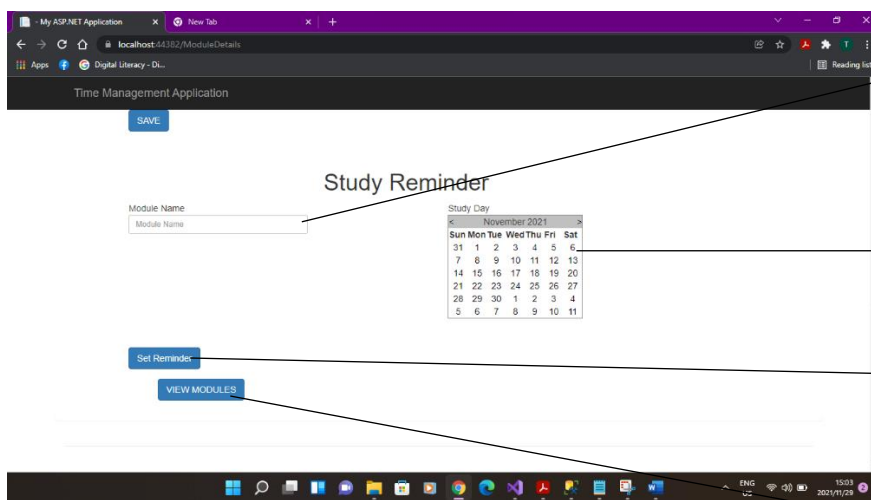 - My ASP.NET Application
New Tab
localhost:44382/ModuleDetails
T
Apps
Digital Literacy - Di...
Reading list
Time Management Application
SAVE
Study Reminder
Module Name
Study Day
Module Name
< November 2021 >
Sun Mon Tue Wed Thu Fri Sat
31 1 2 3 4 5 6
7 8 9 10 11 12 13
14 15 16 17 18 19 20
21 22 23 24 25 26 27
28 29 30 1 2 3 4
5 6 7 8 9 10 11
Set Reminder
VIEW MODULES
ENG
15:03
US
2021/11/29
2